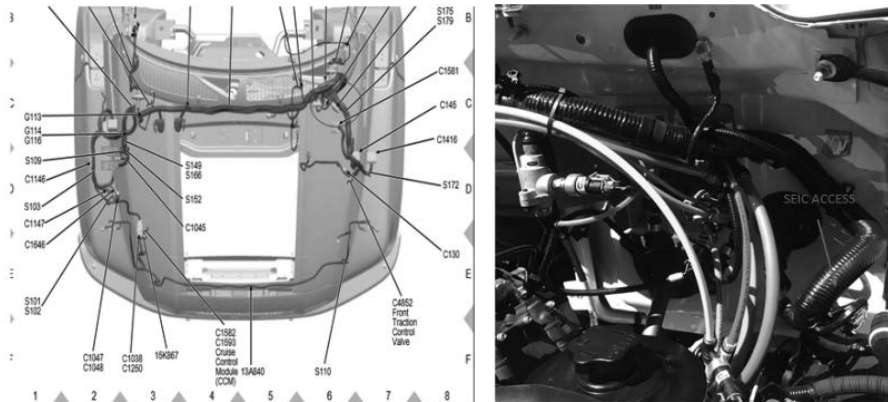 B
S175
S179
B
C1581
C
C145
C
G113
C1416
G114
G116
S109
S149
S166
C1146
S172
D
D
S103
S152
C1147
C1045
C1646
C130
E
E
S101
S102
C4852
Front
Traction
Control
Valve
C1582
C1593
Cruise
Control
Module
(CCM)
C1047
C1048
C1038
C1250
15K867
13A840
S110
F
F
1
2
3
4
5
6
7
8
SEIC ACCESS